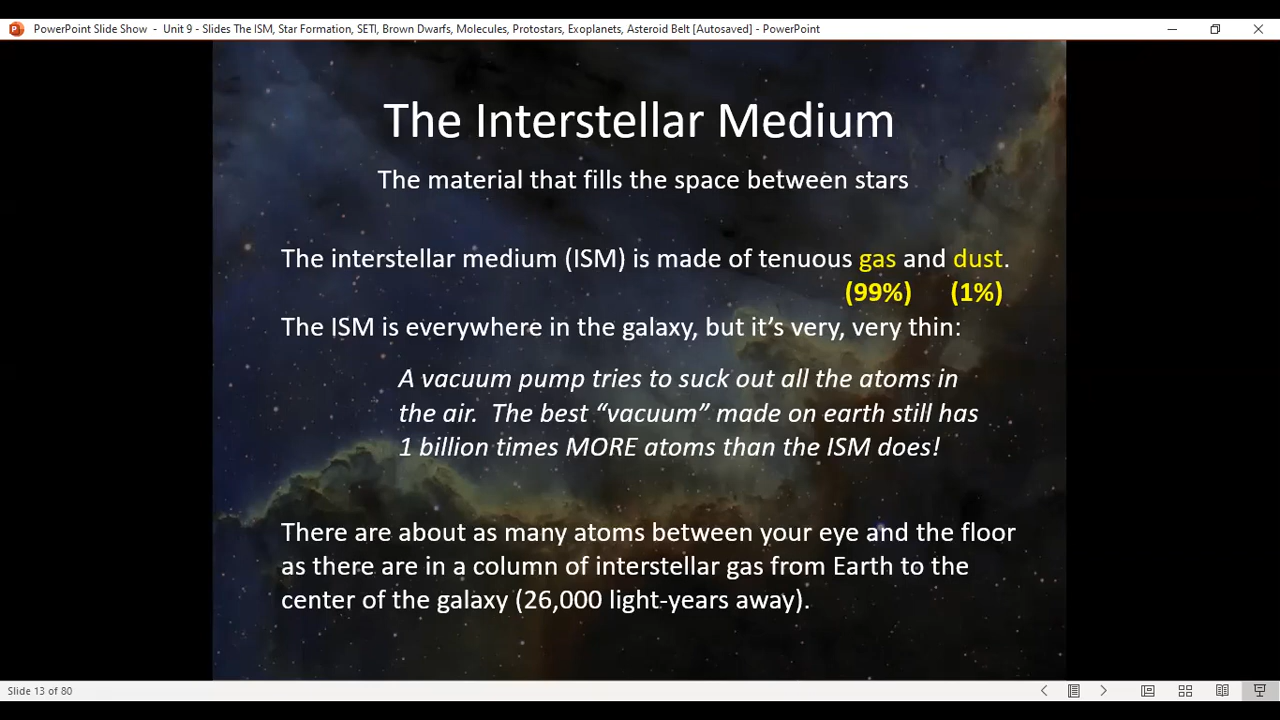 PowerPoint Slide Show - Unit 9 - Slides The ISM, Star Formation, SETI, Brown Dwarfs, Molecules, Protostars, Exoplanets, Asteroid Belt [Autosaved] - PowerPoint
The Interstellar Medium
The material that fills the space between stars
The interstellar medium (ISM) is made of tenuous gas and dust.
(99%) (1%)
The ISM is everywhere in the galaxy, but it’s very, very thin:
A vacuum pump tries to suck out all the atoms in
the air. The best “vacuum” made on earth still has
1 billion times MORE atoms than the ISM does!
There are about as many atoms between your eye and the floor
as there are in a column of interstellar gas from Earth to the
center of the galaxy (26,000 light-years away).
Slide 13 of 80